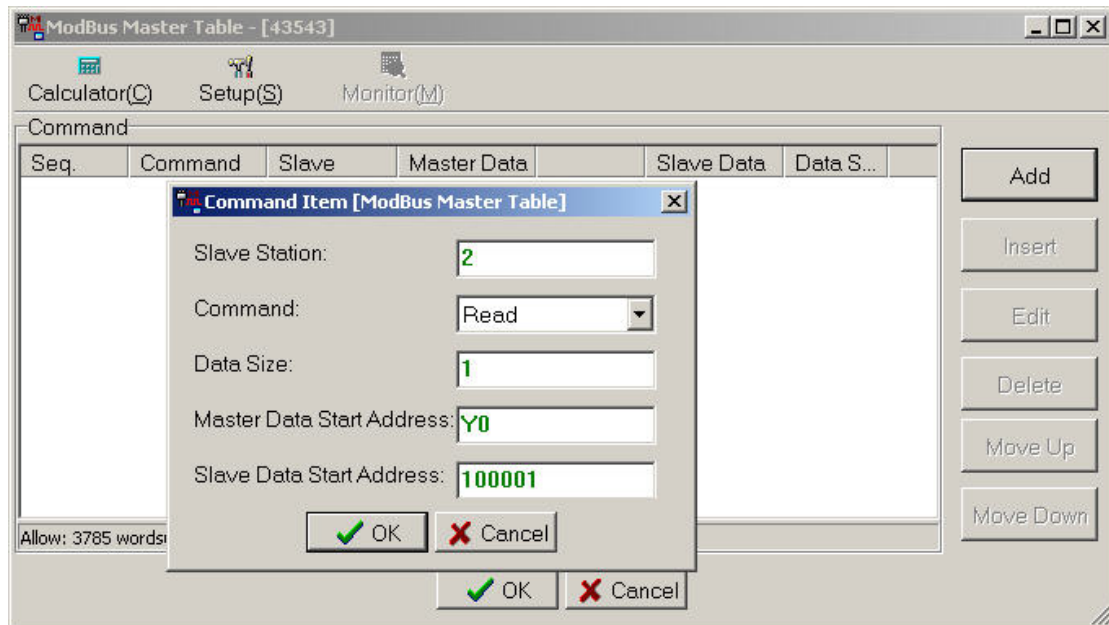 ModBus Master Table - [43543]
Calculator(C) Setup(S) Monitor(M)
Command
Seq. Command Slave Master Data Slave Data Data S...
Add
Insert
Edit
Delete
Move Up
Move Down
Command Item [ModBus Master Table]
Slave Station: 2
Command: Read
Data Size: 1
Master Data Start Address: Y0
Slave Data Start Address: 100001
OK Cancel
Allow: 3785 words
OK Cancel